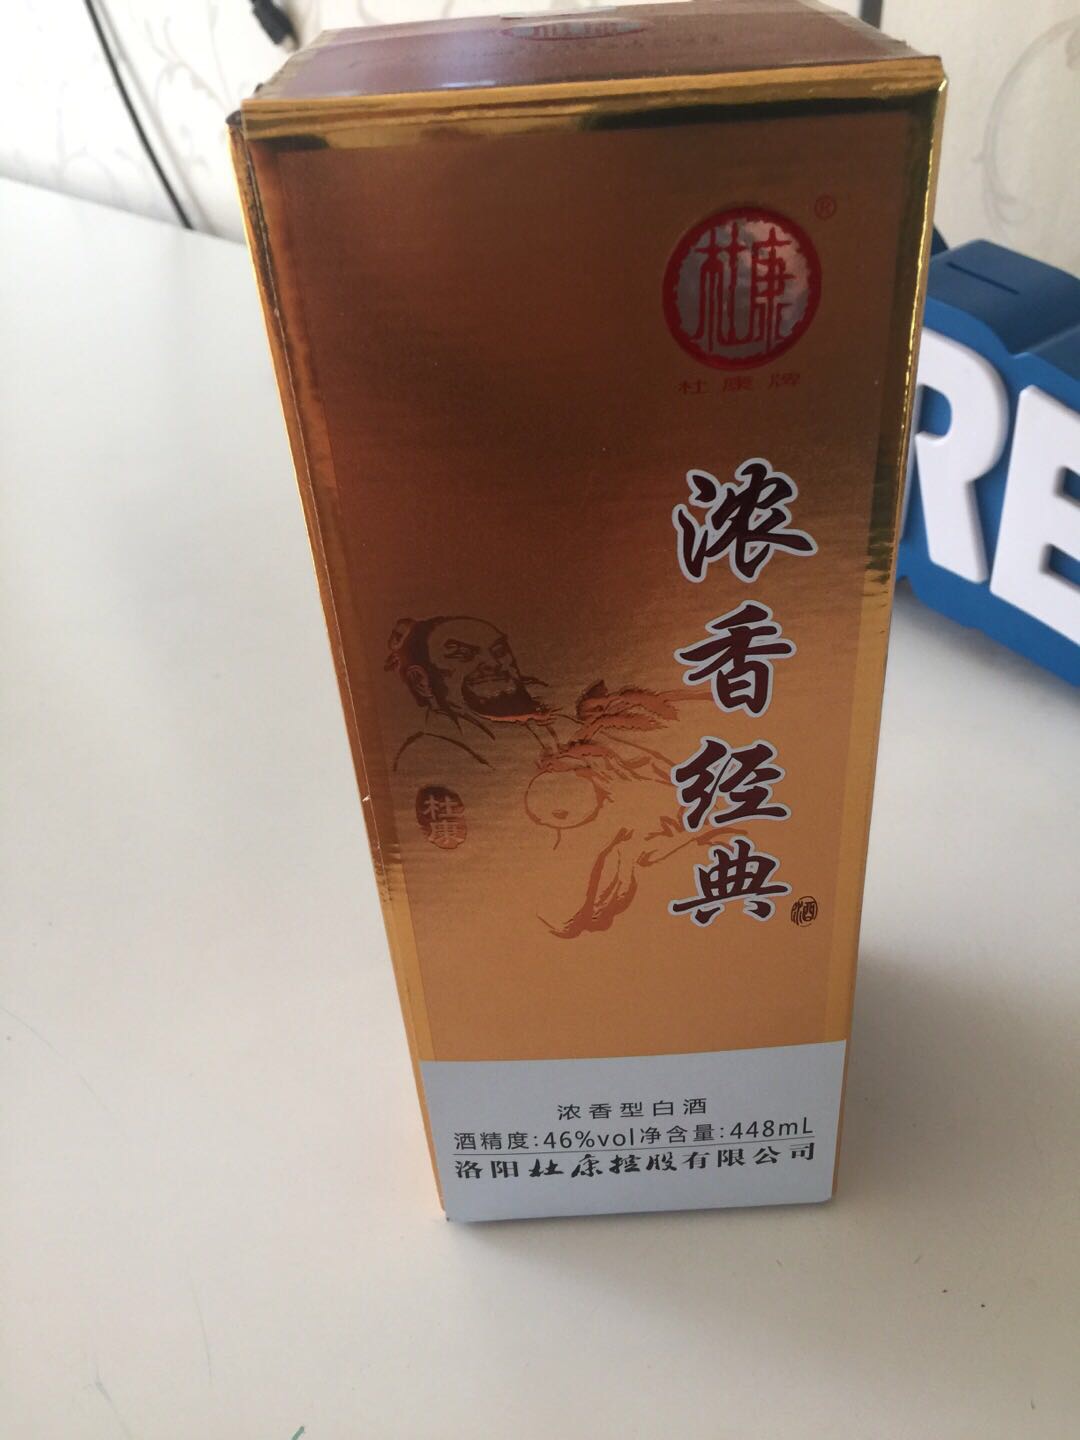 杜康
®
杜康牌
浓香经典
酒
杜康
浓香型白酒
酒精度:46%vol净含量:448mL
洛阳杜康控股有限公司
RE